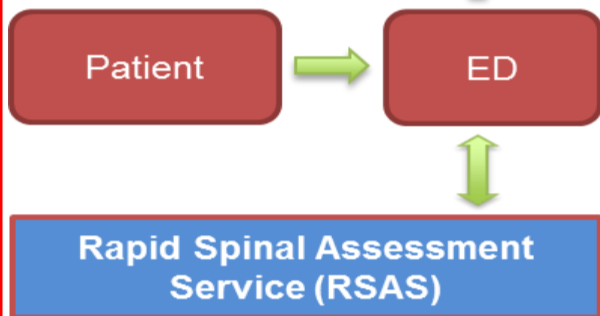 Patient
ED
Rapid Spinal Assessment
Service (RSAS)